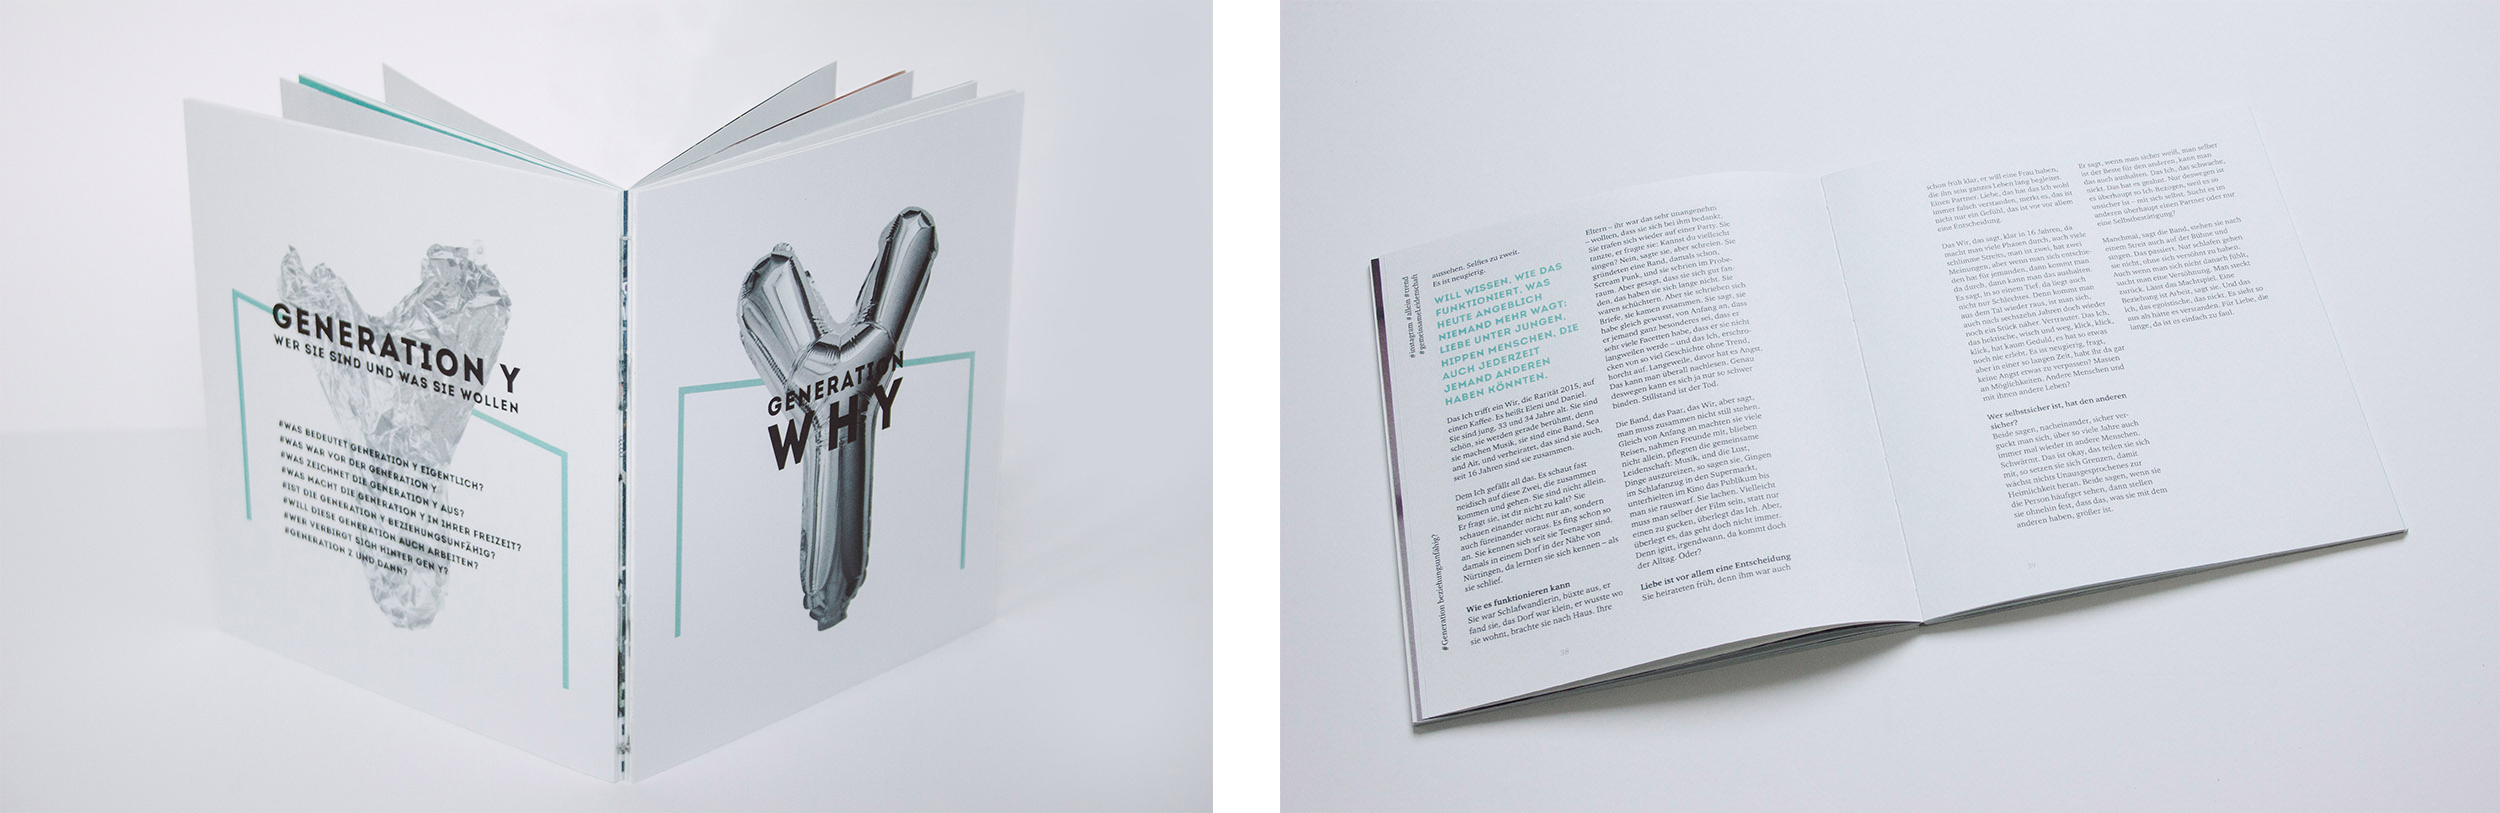 GENERATION Y
WER SIE SIND UND WAS SIE WOLLEN
#WAS BEDEUTET GENERATION Y EIGENTLICH?
#WAS WAR VOR DER GENERATION Y
#WAS ZEICHNET DIE GENERATION Y AUS?
#WAS MACHT DIE GENERATION Y IN IHRER FREIZEIT?
#IST DIE GENERATION Y BEZIEHUNGSUNFÄHIG?
#WILL DIESE GENERATION AUCH ARBEITEN?
#WER VERBIRGT SICH HINTER GEN Y?
#GENERATION Z UND DANN?
GENERATION
WHY
#instagram #allein #trend
#gemeinsameLeidenschaft
#Generation beziehungsunfähig?
aussehen. Selfies zu zweit.
Es ist neugierig.
WILL WISSEN, WIE DAS
FUNKTIONIERT, WAS
HEUTE ANGEBLICH
NIEMAND MEHR WAGT:
LIEBE UNTER JUNGEN,
HIPPEN MENSCHEN, DIE
AUCH JEDERZEIT
JEMAND ANDEREN
HABEN KÖNNTEN.
Das Ich trifft ein Wir, die Rarität 2015, auf
einen Kaffee. Es heißt Eleni und Daniel.
Sie sind jung, 33 und 34 Jahre alt. Sie sind
schön, sie werden gerade berühmt, denn
sie machen Musik, sie sind eine Band, Sea
and Air, und verheiratet, das sind sie auch,
seit 16 Jahren sind sie zusammen.
Dem Ich gefällt all das. Es schaut fast
neidisch auf diese Zwei, die zusammen
kommen und gehen. Sie sind nicht allein.
Er fragt sie, ist dir nicht zu kalt? Sie
schauen einander nicht nur an, sondern
auch füreinander voraus. Es fing schon so
an. Sie kennen sich seit sie Teenager sind,
damals in einem Dorf in der Nähe von
Nürtingen, da lernten sie sich kennen – als
sie schlief.
Wie es funktionieren kann
Sie war Schlafwandlerin, büxte aus, er
fand sie, das Dorf war klein, er wusste wo
sie wohnt, brachte sie nach Haus. Ihre
Eltern – ihr war das sehr unangenehm
– wollten, dass sie sich bei ihm bedankt.
Sie trafen sich wieder auf einer Party. Sie
tanzte, er fragte sie: Kannst du vielleicht
singen? Nein, sagte sie, aber schreien. Sie
gründeten eine Band, damals schon,
Scream Punk, und sie schrien im Probe-
raum. Aber gesagt, dass sie sich gut fan-
den, das haben sie sich lange nicht. Sie
waren schüchtern. Aber sie schrieben sich
Briefe, sie kamen zusammen. Sie sagt, sie
habe gleich gewusst, von Anfang an, dass
er jemand ganz besonderes sei, dass er
sehr viele Facetten habe, dass er sie nicht
langweilen werde – und das Ich, erschro-
cken von so viel Geschichte ohne Trend,
horcht auf. Langeweile, davor hat es Angst.
Das kann man überall nachlesen. Genau
deswegen kann es sich ja nur so schwer
binden. Stillstand ist der Tod.
Die Band, das Paar, das Wir, aber sagt,
man muss zusammen nicht still stehen.
Gleich von Anfang an machten sie viele
Reisen, nahmen Freunde mit, blieben
nicht allein, pflegten die gemeinsame
Leidenschaft: Musik, und die Lust,
Dinge auszureizen, so sagen sie. Gingen
im Schlafanzug in den Supermarkt,
unterhielten im Kino das Publikum bis
man sie rauswarf. Sie lachen. Vielleicht
muss man selber der Film sein, statt nur
einen zu gucken, überlegt das Ich. Aber,
überlegt es, das geht doch nicht immer.
Denn igitt, irgendwann, da kommt doch
der Alltag. Oder?
Liebe ist vor allem eine Entscheidung
Sie heirateten früh, denn ihm war auch
38
schon früh klar, er will eine Frau haben,
die ihm sein ganzes Leben lang begleitet.
Einen Partner. Liebe, das hat das Ich wohl
immer falsch verstanden, merkt es, das ist
nicht nur ein Gefühl, das ist vor vor allem
eine Entscheidung.
Das Wir, das sagt, klar in 16 Jahren, da
macht man viele Phasen durch, auch viele
schlimme Streits, man ist zwei, hat zwei
Meinungen, aber wenn man sich entschie-
den hat für jemanden, dann kommt man
da durch, dann kann man das aushalten.
Es sagt, in so einem Tief, da liegt auch
nicht nur Schlechtes. Denn kommt man
aus dem Tal wieder raus, ist man sich,
auch nach sechszehn Jahren doch wieder
noch ein Stück näher. Vertrauter. Das Ich,
das hektische, wisch und weg, klick, klick,
klick, hat kaum Geduld, es hat so etwas
noch nie erlebt. Es ist neugierig, fragt,
aber in einer so langen Zeit, habt ihr da gar
keine Angst etwas zu verpassen? Massen
an Möglichkeiten. Andere Menschen und
mit ihnen andere Leben?
Wer selbstsicher ist, hat den anderen
sicher?
Beide sagen, nacheinander, sicher ver-
guckt man sich, über so viele Jahre auch
immer mal wieder in andere Menschen.
Schwärmt. Das ist okay, das teilen sie sich
mit, so setzen sie sich Grenzen, damit
wächst nichts Unausgesprochenes zur
Heimlichkeit heran. Beide sagen, wenn sie
die Person häufiger sehen, dann stellen
sie ohnehin fest, dass das, was sie mit dem
anderen haben, größer ist.
Er sagt, wenn man sicher weiß, man selber
ist der Beste für den anderen, kann man
das auch aushalten. Das Ich, das schwache,
nickt. Das hat es geahnt. Nur deswegen ist
es überhaupt so Ich-Bezogen, weil es so
unsicher ist – mit sich selbst. Sucht es im
anderen überhaupt einen Partner oder nur
eine Selbstbestätigung?
Manchmal, sagt die Band, stehen sie nach
einem Streit auch auf der Bühne und
singen. Das passiert. Nur schlafen gehen
sie nicht, ohne sich versöhnt zu haben.
Auch wenn man sich nicht danach fühlt,
sucht man eine Versöhnung. Man steckt
zurück. Lässt das Machtspiel. Eine
Beziehung ist Arbeit, sagt sie. Und das
Ich, das egoistische, das nickt. Es sieht so
aus als hätte es verstanden. Für Liebe, die
lange, da ist es einfach zu faul.
39